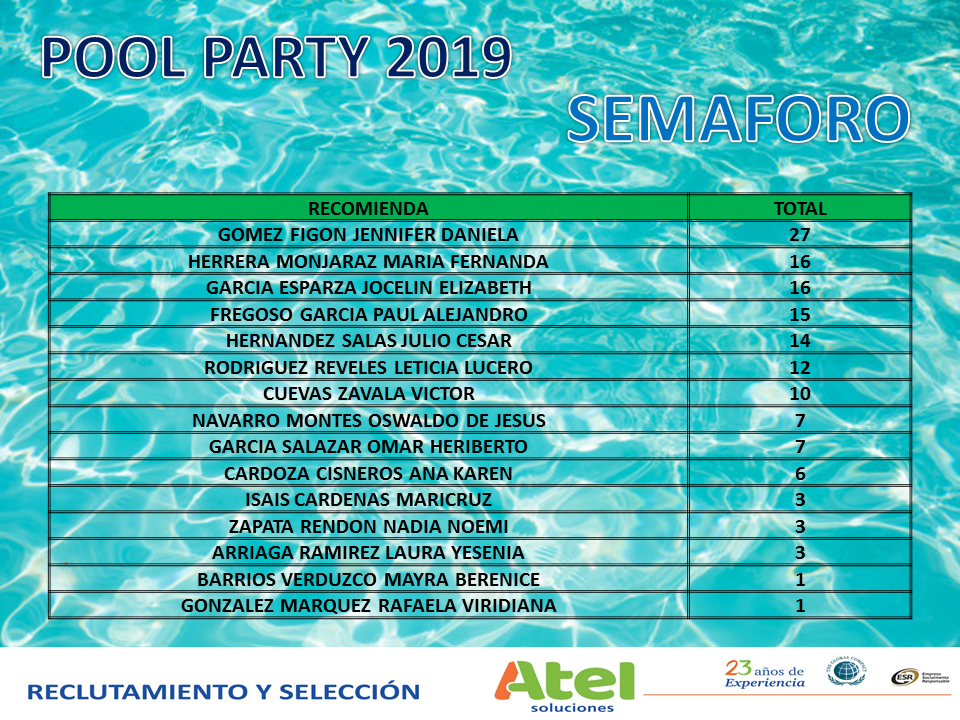 POOL PARTY 2019
SEMAFORO
RECOMIENDA TOTAL
GOMEZ FIGON JENNIFER DANIELA 27
HERRERA MONJARAZ MARIA FERNANDA 16
GARCIA ESPARZA JOCELIN ELIZABETH 16
FREGOSO GARCIA PAUL ALEJANDRO 15
HERNANDEZ SALAS JULIO CESAR 14
RODRIGUEZ REVELES LETICIA LUCERO 12
CUEVAS ZAVALA VICTOR 10
NAVARRO MONTES OSWALDO DE JESUS 7
GARCIA SALAZAR OMAR HERIBERTO 7
CARDOZA CISNEROS ANA KAREN 6
ISAIS CARDENAS MARICRUZ 3
ZAPATA RENDON NADIA NOEMI 3
ARRIAGA RAMIREZ LAURA YESENIA 3
BARRIOS VERDUZCO MAYRA BERENICE 1
GONZALEZ MARQUEZ RAFAELA VIRIDIANA 1
RECLUTAMIENTO Y SELECCIÓN
Atel
soluciones
23 años de
Experiencia
THE GLOBAL COMPACT
ESR
Empresa
Socialmente
Responsable